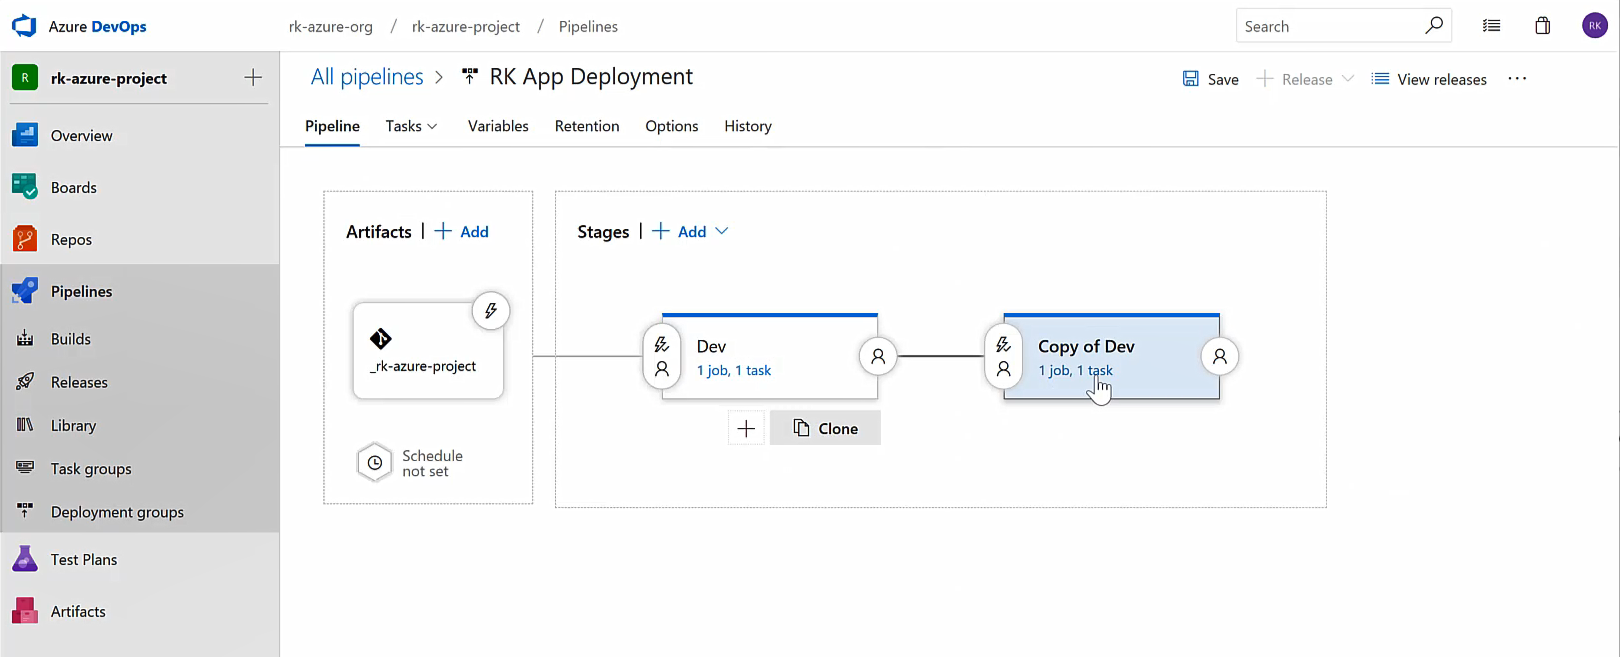 Azure DevOps
rk-azure-org / rk-azure-project / Pipelines
Search
RK
R rk-azure-project
Overview
Boards
Repos
Pipelines
Builds
Releases
Library
Task groups
Deployment groups
Test Plans
Artifacts
All pipelines > RK App Deployment
Save
Release
View releases
Pipeline Tasks Variables Retention Options History
Artifacts | + Add
_rk-azure-project
Schedule
not set
Stages | + Add
Dev
1 job, 1 task
Clone
Copy of Dev
1 job, 1 task